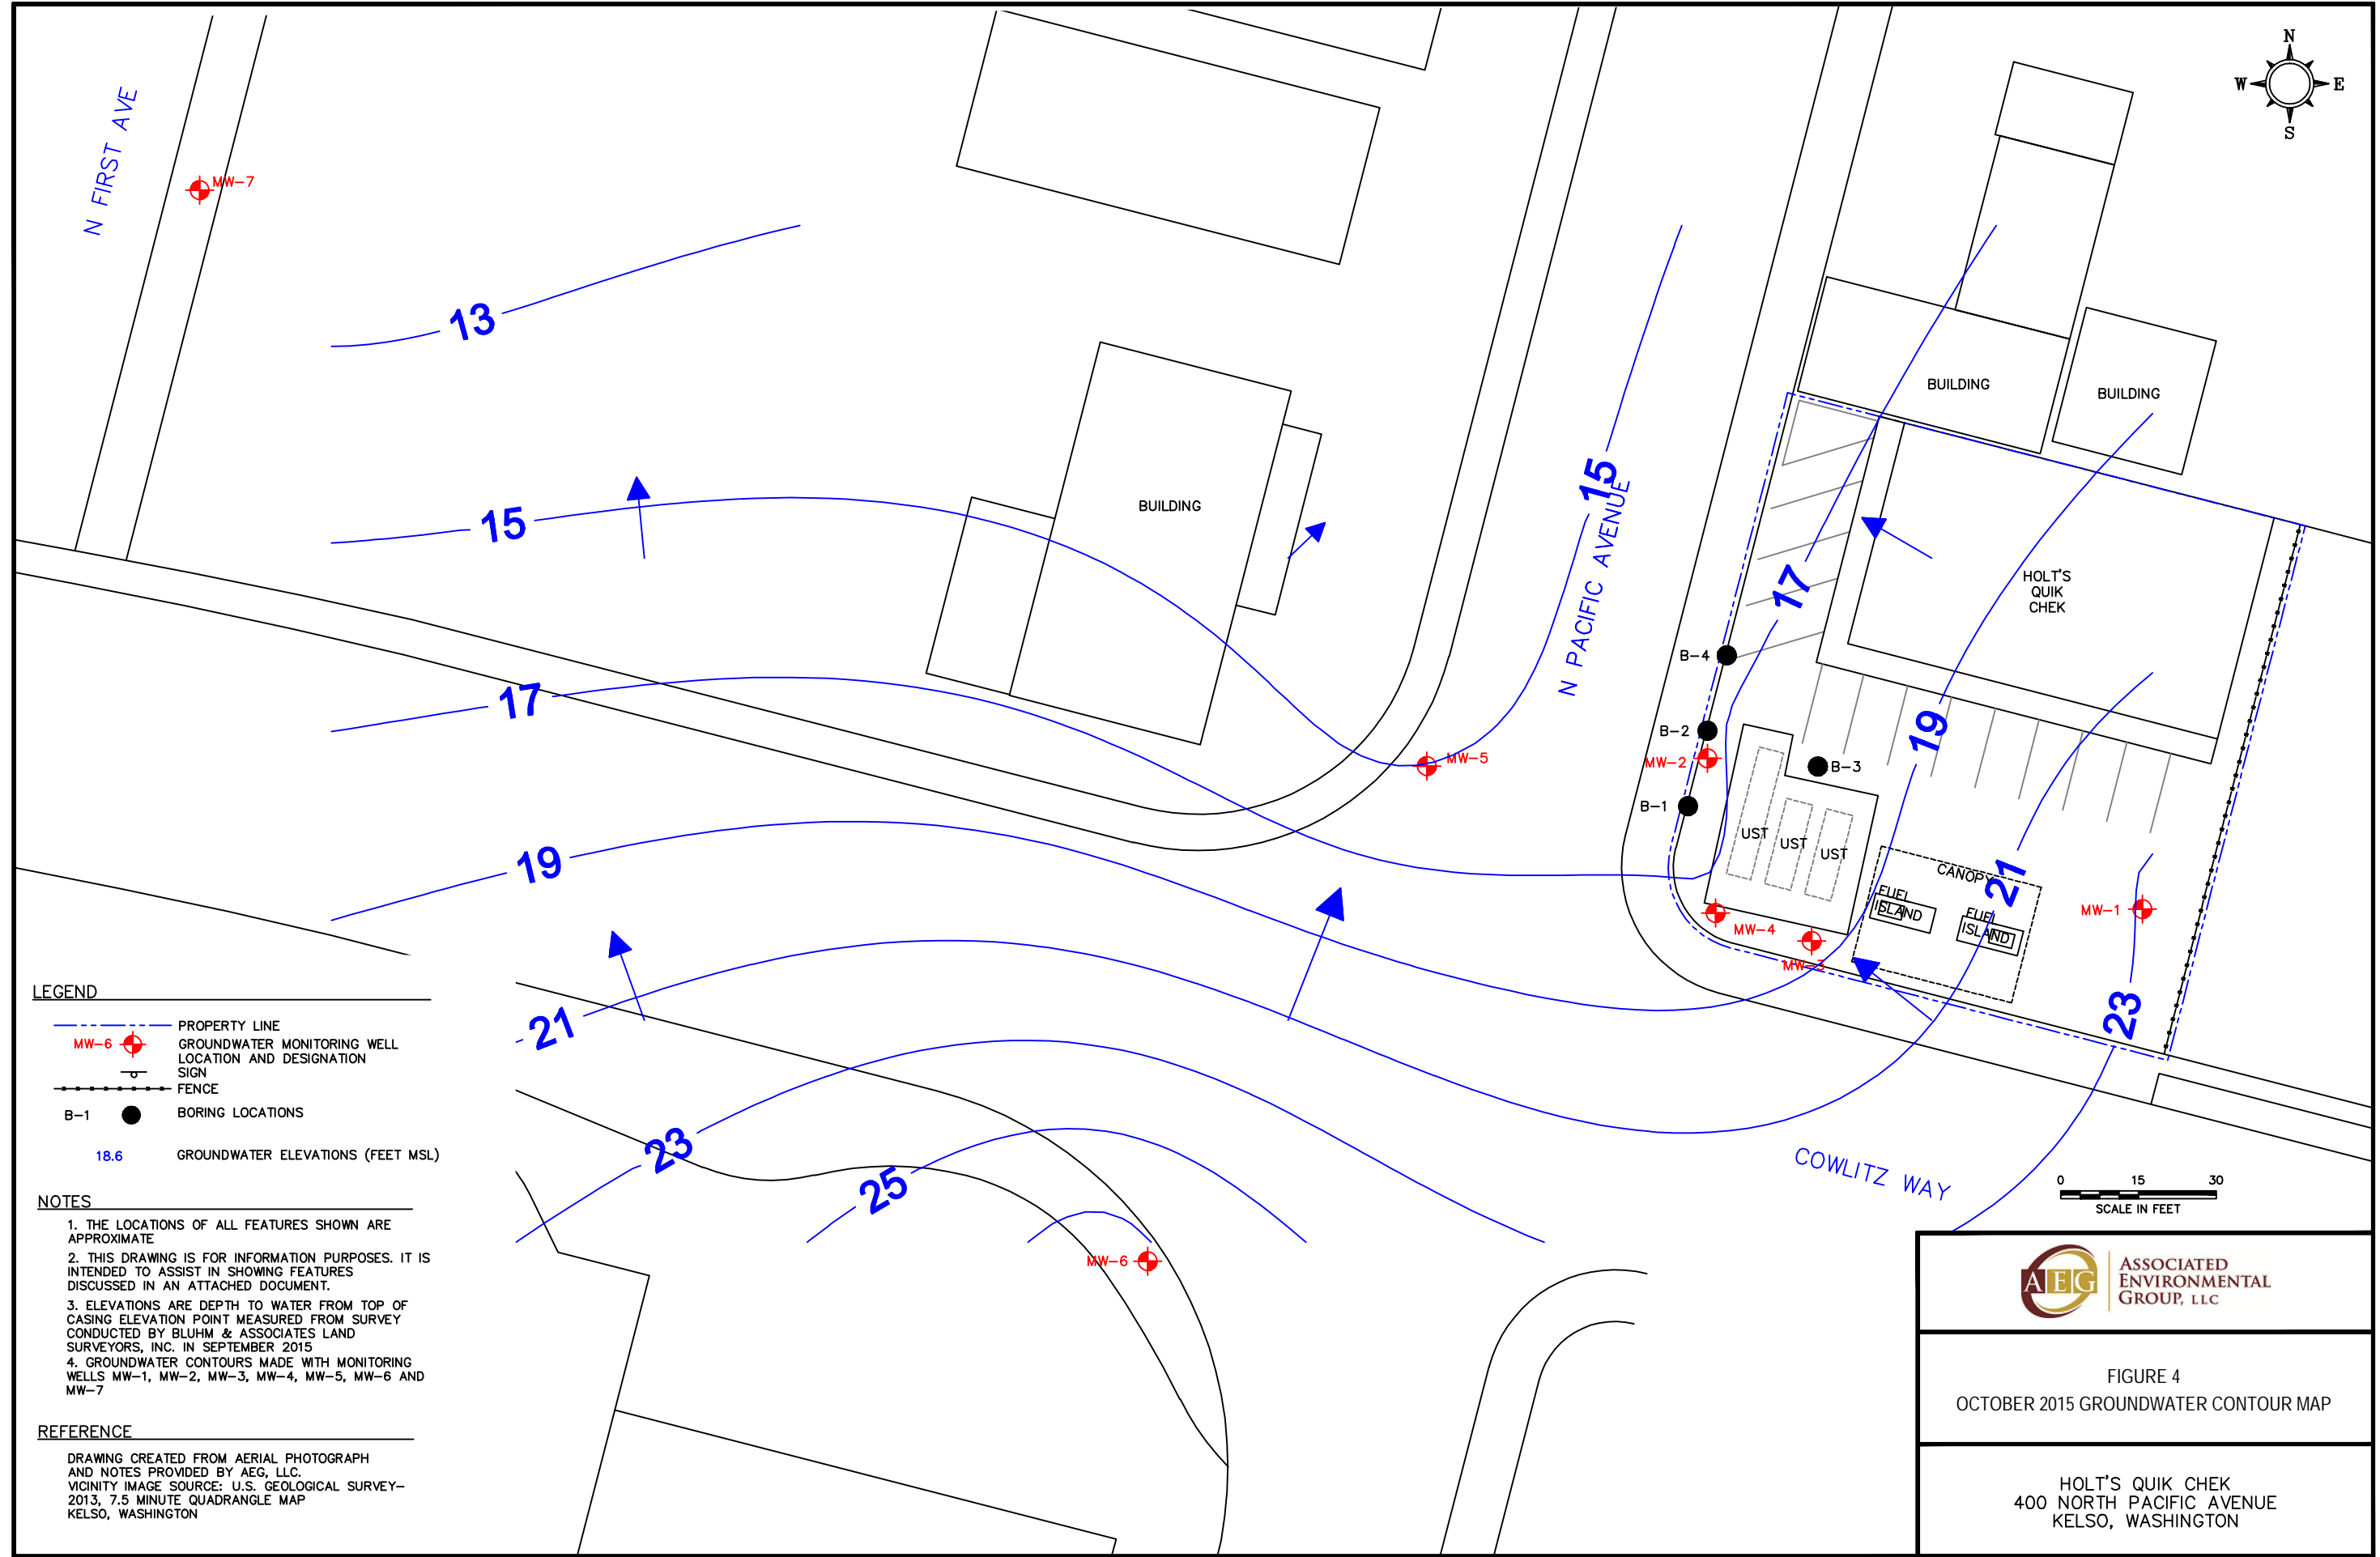 N
W
E
S
N FIRST AVE
MW-7
13
15
BUILDING
15
N PACIFIC AVENUE
BUILDING
BUILDING
HOLT'S
QUIK
CHEK
17
17
19
B-4
B-2
MW-2
B-3
B-1
MW-5
19
UST
UST
UST
CANOPY
FUEL
ISLAND
FUEL
ISLAND
21
MW-1
MW-4
MW-3
23
21
23
25
MW-6
COWLITZ WAY
0 15 30
SCALE IN FEET
LEGEND
PROPERTY LINE
MW-6 GROUNDWATER MONITORING WELL
LOCATION AND DESIGNATION
SIGN
FENCE
B-1 BORING LOCATIONS
18.6 GROUNDWATER ELEVATIONS (FEET MSL)
NOTES
1. THE LOCATIONS OF ALL FEATURES SHOWN ARE
APPROXIMATE
2. THIS DRAWING IS FOR INFORMATION PURPOSES. IT IS
INTENDED TO ASSIST IN SHOWING FEATURES
DISCUSSED IN AN ATTACHED DOCUMENT.
3. ELEVATIONS ARE DEPTH TO WATER FROM TOP OF
CASING ELEVATION POINT MEASURED FROM SURVEY
CONDUCTED BY BLUHM & ASSOCIATES LAND
SURVEYORS, INC. IN SEPTEMBER 2015
4. GROUNDWATER CONTOURS MADE WITH MONITORING
WELLS MW-1, MW-2, MW-3, MW-4, MW-5, MW-6 AND
MW-7
REFERENCE
DRAWING CREATED FROM AERIAL PHOTOGRAPH
AND NOTES PROVIDED BY AEG, LLC.
VICINITY IMAGE SOURCE: U.S. GEOLOGICAL SURVEY-
2013, 7.5 MINUTE QUADRANGLE MAP
KELSO, WASHINGTON
AEG
ASSOCIATED
ENVIRONMENTAL
GROUP, LLC
FIGURE 4
OCTOBER 2015 GROUNDWATER CONTOUR MAP
HOLT'S QUIK CHEK
400 NORTH PACIFIC AVENUE
KELSO, WASHINGTON